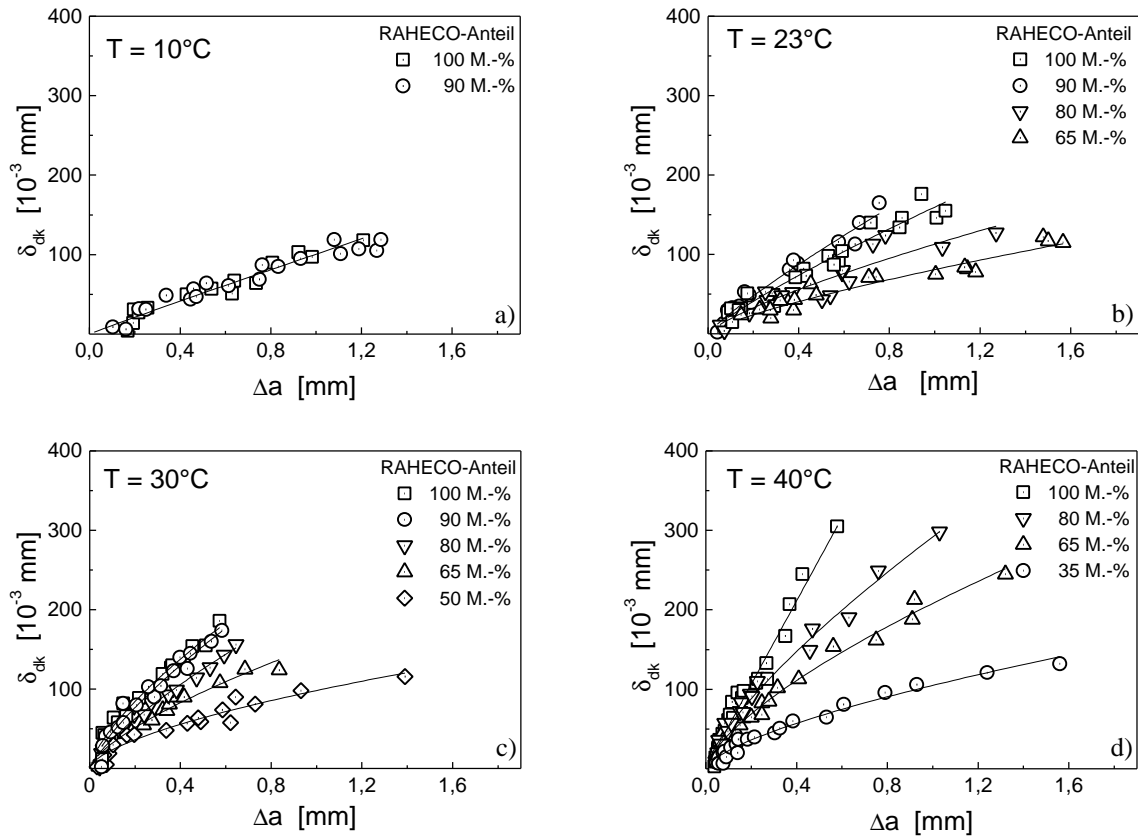 400
300
200
100
0,0
0,4
0,8
1,2
1,6
δdk [10⁻³ mm]
Δa [mm]
T = 10°C
RAHECO-Anteil
100 M.-%
90 M.-%
a)
400
300
200
100
0,0
0,4
0,8
1,2
1,6
δdk [10⁻³ mm]
Δa [mm]
T = 23°C
RAHECO-Anteil
100 M.-%
90 M.-%
80 M.-%
65 M.-%
b)
400
300
200
100
0
0,4
0,8
1,2
1,6
δdk [10⁻³ mm]
Δa [mm]
T = 30°C
RAHECO-Anteil
100 M.-%
90 M.-%
80 M.-%
65 M.-%
50 M.-%
c)
400
300
200
100
0,0
0,4
0,8
1,2
1,6
δdk [10⁻³ mm]
Δa [mm]
T = 40°C
RAHECO-Anteil
100 M.-%
80 M.-%
65 M.-%
35 M.-%
d)